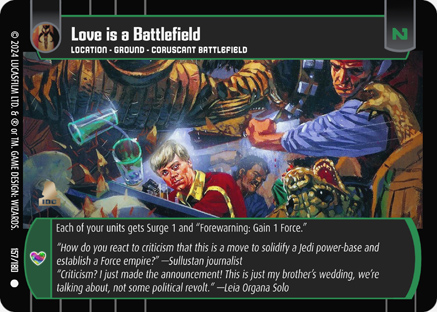 Love is a Battlefield
LOCATION - GROUND - CORUSCANT BATTLEFIELD
N
© 2024 LUCASFILM LTD. & ® or TM. GAME DESIGN: WIZARDS.
IDC
Each of your units gets Surge 1 and “Forewarning: Gain 1 Force.”
“How do you react to criticism that this is a move to solidify a Jedi power-base and
establish a Force empire?” —Sullustan journalist
“Criticism? I just made the announcement! This is just my brother’s wedding, we’re
talking about, not some political revolt.” —Leia Organa Solo